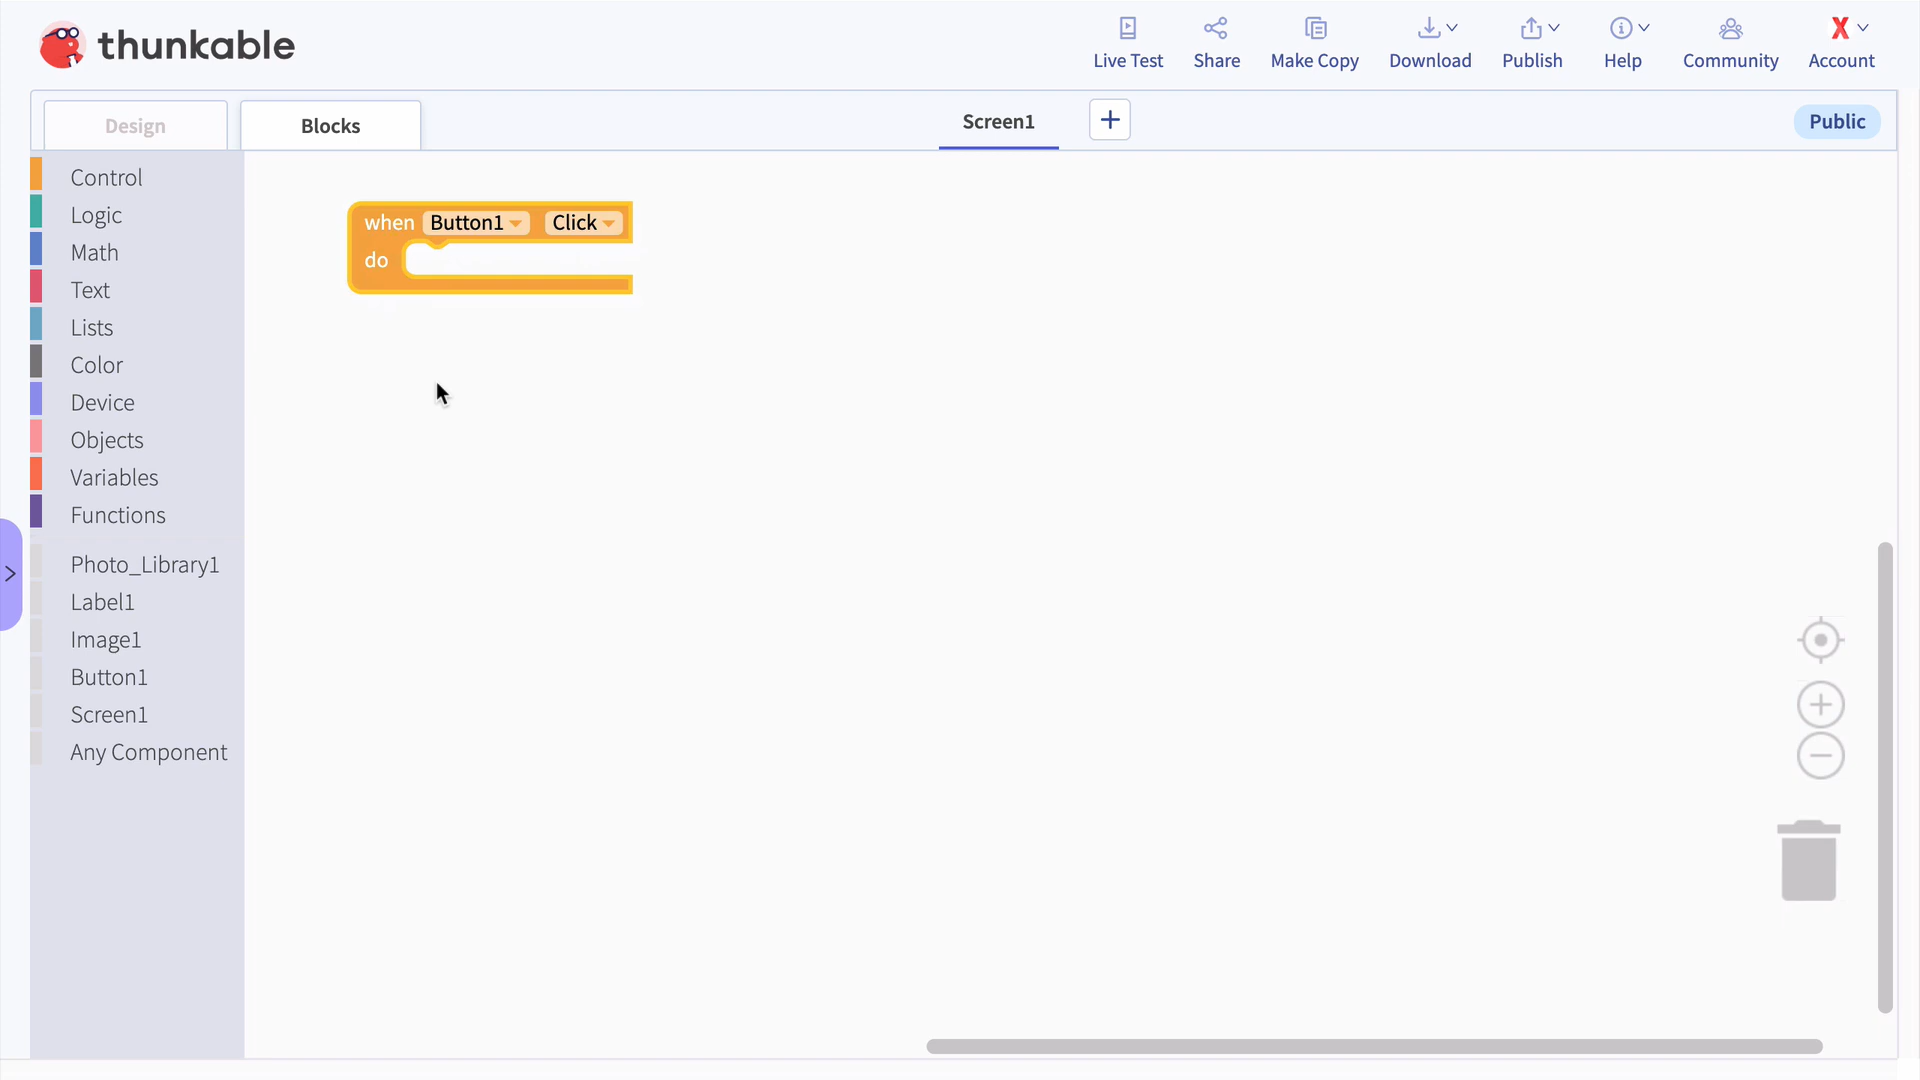 thunkable
Live Test
Share
Make Copy
Download
Publish
Help
Community
X
Account
Design
Blocks
Screen1
Public
Control
Logic
Math
Text
Lists
Color
Device
Objects
Variables
Functions
Photo_Library1
Label1
Image1
Button1
Screen1
Any Component
when Button1 Click
do